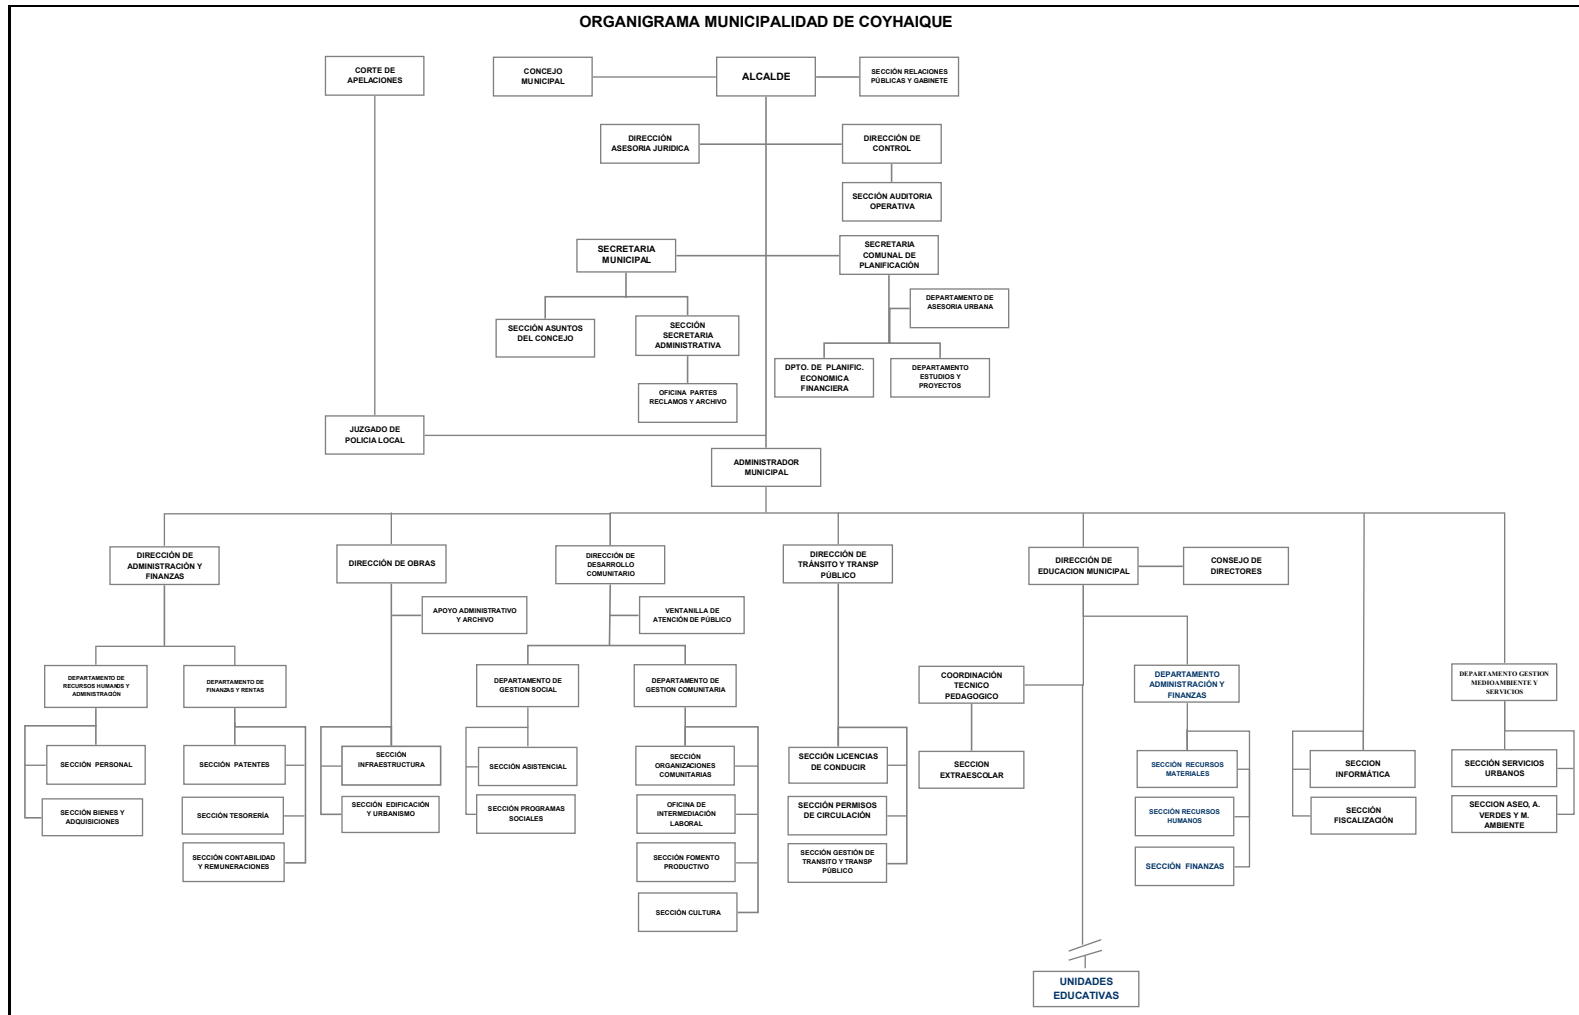 ORGANIGRAMA MUNICIPALIDAD DE COYHAIQUE
CORTE DE
APELACIONES
CONCEJO
MUNICIPAL
ALCALDE
SECCIÓN RELACIONES
PÚBLICAS Y GABINETE
DIRECCIÓN
ASESORIA JURIDICA
DIRECCIÓN DE
CONTROL
SECCIÓN AUDITORIA
OPERATIVA
SECRETARIA
MUNICIPAL
SECRETARIA
COMUNAL DE
PLANIFICACIÓN
DEPARTAMENTO DE
ASESORIA URBANA
SECCIÓN ASUNTOS
DEL CONCEJO
SECCIÓN
SECRETARIA
ADMINISTRATIVA
DPTO. DE PLANIFIC.
ECONOMICA
FINANCIERA
DEPARTAMENTO
ESTUDIOS Y
PROYECTOS
OFICINA PARTES
RECLAMOS Y ARCHIVO
JUZGADO DE
POLICIA LOCAL
ADMINISTRADOR
MUNICIPAL
DIRECCIÓN DE
ADMINISTRACIÓN Y
FINANZAS
DIRECCIÓN DE OBRAS
DIRECCIÓN DE
DESARROLLO
COMUNITARIO
DIRECCIÓN DE
TRÁNSITO Y TRANSP
PÚBLICO
DIRECCIÓN DE
EDUCACION MUNICIPAL
CONSEJO DE
DIRECTORES
APOYO ADMINISTRATIVO
Y ARCHIVO
VENTANILLA DE
ATENCIÓN DE PÚBLICO
DEPARTAMENTO DE
RECURSOS HUMANOS Y
ADMINISTRACIÓN
DEPARTAMENTO DE
FINANZAS Y RENTAS
DEPARTAMENTO DE
GESTION SOCIAL
DEPARTAMENTO DE
GESTION COMUNITARIA
COORDINACIÓN
TECNICO
PEDAGOGICO
DEPARTAMENTO
ADMINISTRACIÓN Y
FINANZAS
DEPARTAMENTO GESTION
MEDIOAMBIENTE Y
SERVICIOS
SECCIÓN PERSONAL
SECCIÓN PATENTES
SECCIÓN
INFRAESTRUCTURA
SECCIÓN ASISTENCIAL
SECCIÓN
ORGANIZACIONES
COMUNITARIAS
SECCIÓN LICENCIAS
DE CONDUCIR
SECCION
EXTRAESCOLAR
SECCIÓN RECURSOS
MATERIALES
SECCION
INFORMÁTICA
SECCIÓN SERVICIOS
URBANOS
SECCIÓN BIENES Y
ADQUISICIONES
SECCIÓN TESORERÍA
SECCIÓN EDIFICACIÓN
Y URBANISMO
SECCIÓN PROGRAMAS
SOCIALES
OFICINA DE
INTERMEDIACIÓN
LABORAL
SECCIÓN PERMISOS
DE CIRCULACIÓN
SECCIÓN RECURSOS
HUMANOS
SECCIÓN
FISCALIZACIÓN
SECCION ASEO, A.
VERDES Y M.
AMBIENTE
SECCIÓN CONTABILIDAD
Y REMUNERACIONES
SECCIÓN FOMENTO
PRODUCTIVO
SECCIÓN GESTIÓN DE
TRANSITO Y TRANSP
PÚBLICO
SECCIÓN FINANZAS
SECCIÓN CULTURA
UNIDADES
EDUCATIVAS